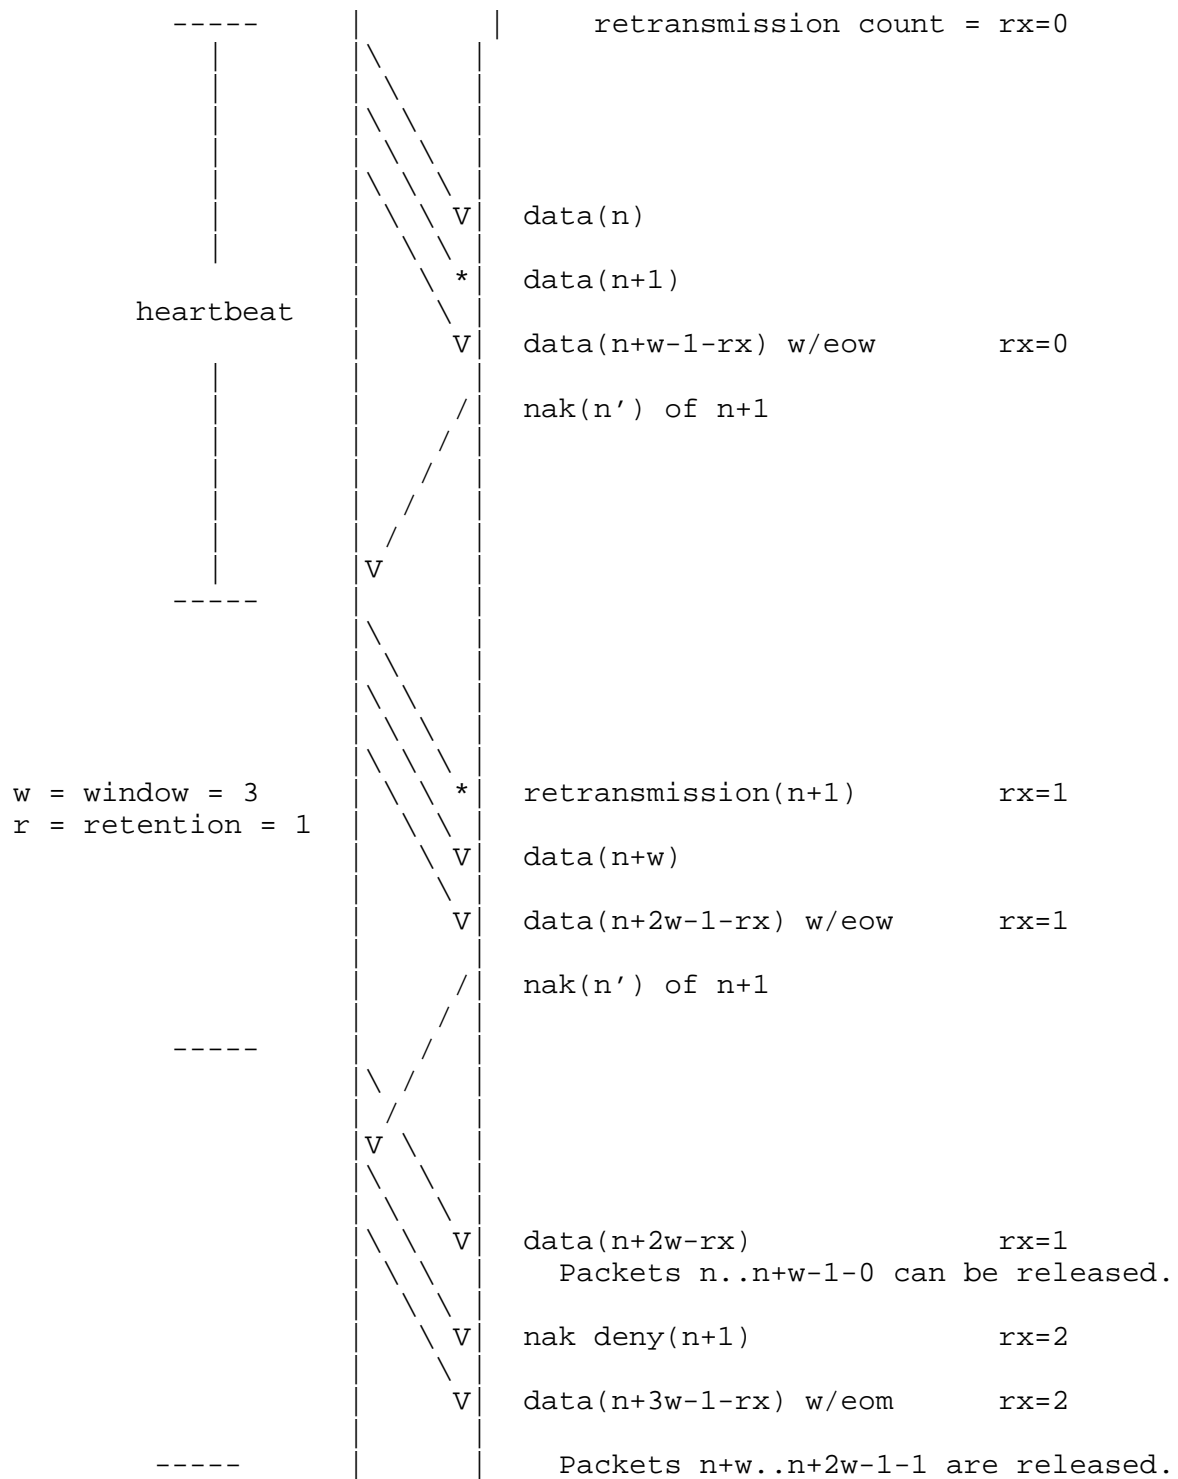 retransmission count = rx=0
data(n)
data(n+1)
heartbeat
data(n+w-1-rx) w/eow rx=0
nak(n') of n+1
w = window = 3
retransmission(n+1) rx=1
r = retention = 1
data(n+w)
data(n+2w-1-rx) w/eow rx=1
nak(n') of n+1
data(n+2w-rx) rx=1
Packets n..n+w-1-0 can be released.
nak deny(n+1) rx=2
data(n+3w-1-rx) w/eom rx=2
Packets n+w..n+2w-1-1 are released.